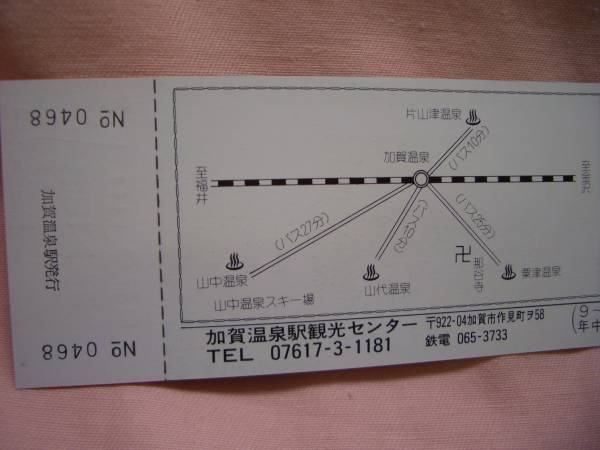 № 0468
加賀温泉駅発行
№ 0468
片山津温泉
(バス10分)
加賀温泉
至福井
至金沢
(バス27分)
(バス10分)
(バス25分)
山中温泉
山中温泉スキー場
山代温泉
卍那谷寺
粟津温泉
加賀温泉駅観光センター
〒922-04加賀市作見町ヲ58
TEL 07617-3-1181
鉄電 065-3733
(9~
年中